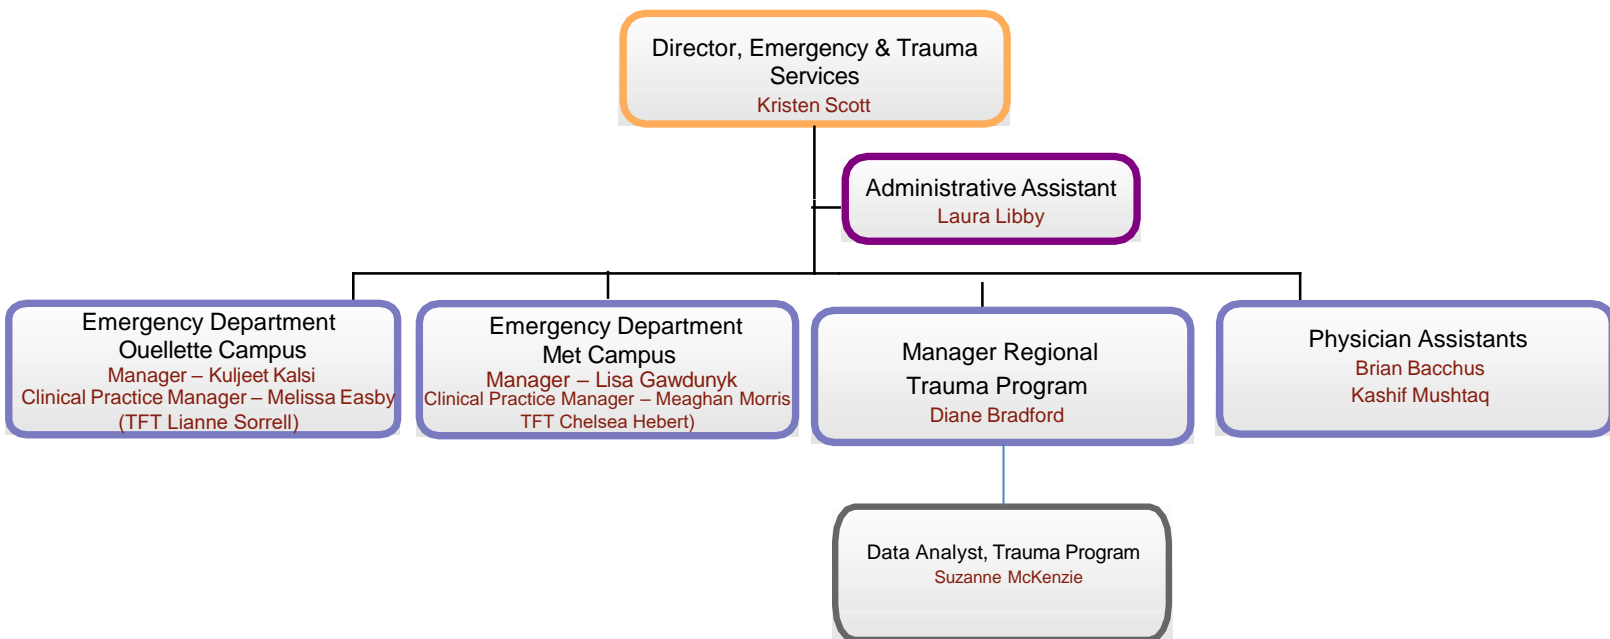 Director, Emergency & Trauma
Services
Kristen Scott
Administrative Assistant
Laura Libby
Emergency Department
Ouellette Campus
Manager – Kuljeet Kalsi
Clinical Practice Manager – Melissa Easby
(TFT Lianne Sorrell)
Emergency Department
Met Campus
Manager – Lisa Gawdunyk
Clinical Practice Manager – Meaghan Morris
TFT Chelsea Hebert)
Manager Regional
Trauma Program
Diane Bradford
Physician Assistants
Brian Bacchus
Kashif Mushtaq
Data Analyst, Trauma Program
Suzanne McKenzie